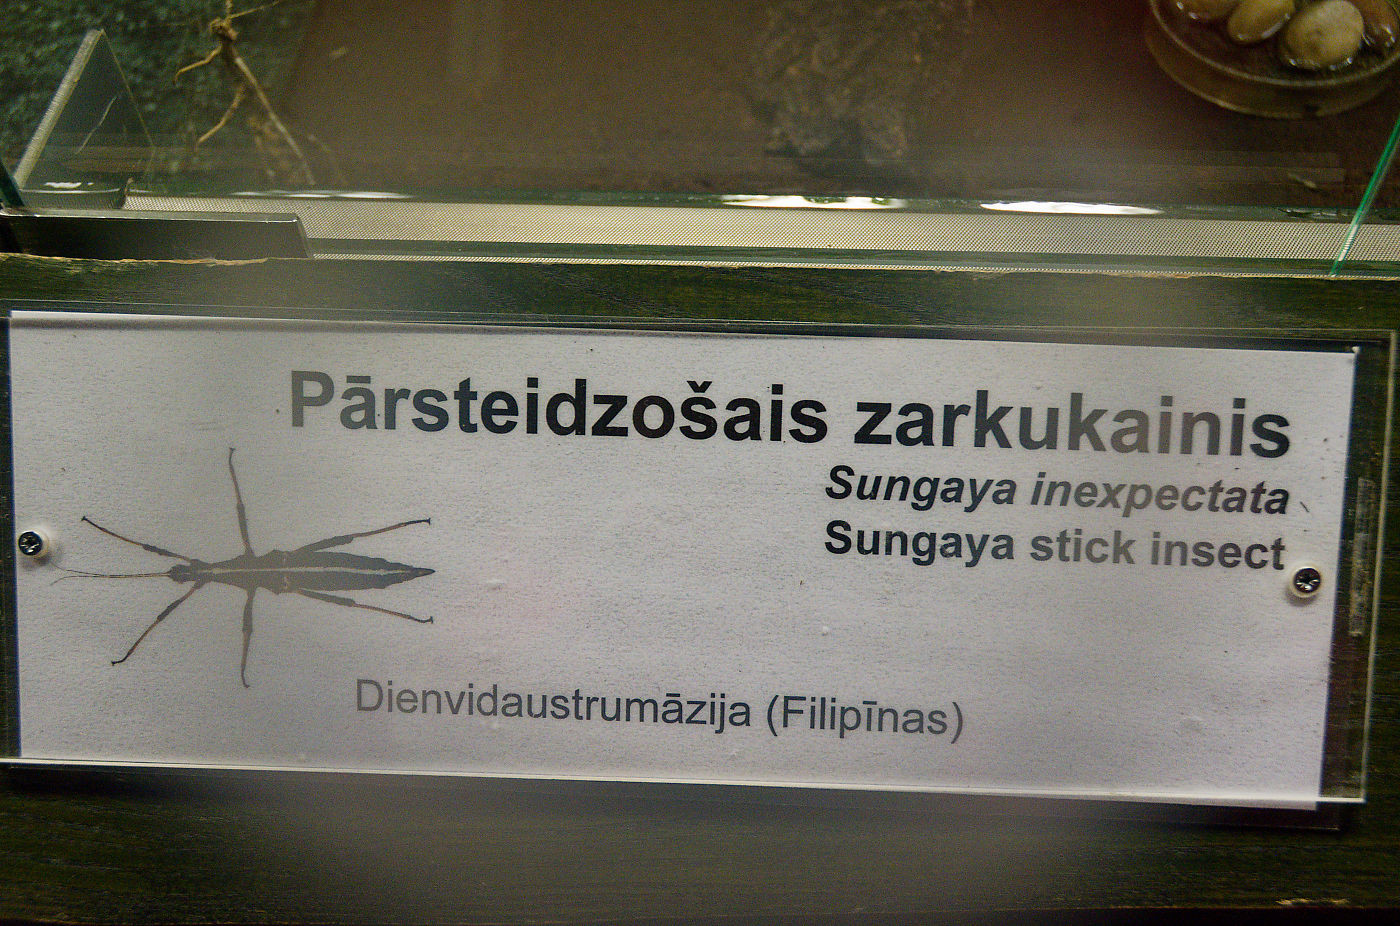 Pārsteidzošais zarkukainis
Sungaya inexpectata
Sungaya stick insect
Dienvidaustrumāzija (Filipīnas)